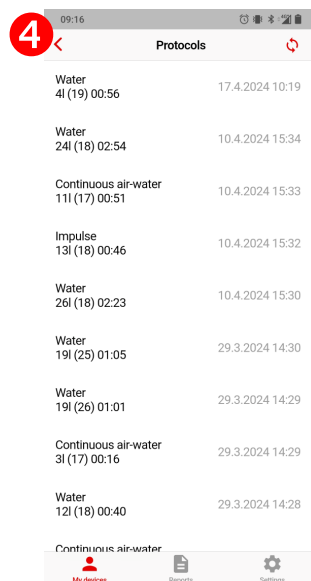 09:16
4
Protocols
Water
4l (19) 00:56
17.4.2024 10:19
Water
24l (18) 02:54
10.4.2024 15:34
Continuous air-water
11l (17) 00:51
10.4.2024 15:33
Impulse
13l (18) 00:46
10.4.2024 15:32
Water
26l (18) 02:23
10.4.2024 15:30
Water
19l (25) 01:05
29.3.2024 14:30
Water
19l (26) 01:01
29.3.2024 14:29
Continuous air-water
3l (17) 00:16
29.3.2024 14:29
Water
12l (18) 00:40
29.3.2024 14:28
Continuous air-water
My devices
Reports
Settings